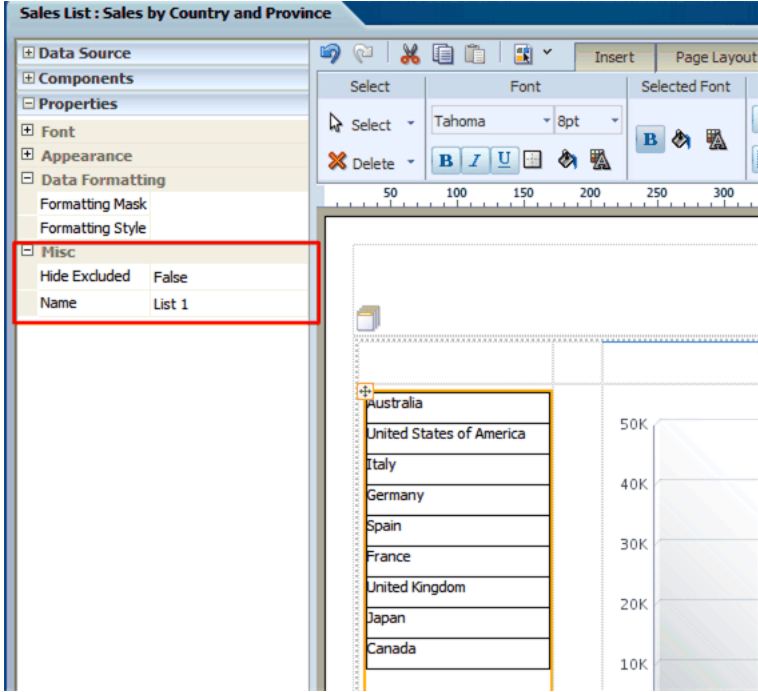 Sales List : Sales by Country and Province
Data Source
Components
Properties
Font
Appearance
Data Formatting
Formatting Mask
Formatting Style
Misc
Hide Excluded False
Name List 1
Insert Page Layout
Select Font Selected Font
Select Tahoma 8pt
Delete B I U B
50 100 150 200 250 300
Australia
United States of America
Italy
Germany
Spain
France
United Kingdom
Japan
Canada
50K
40K
30K
20K
10K